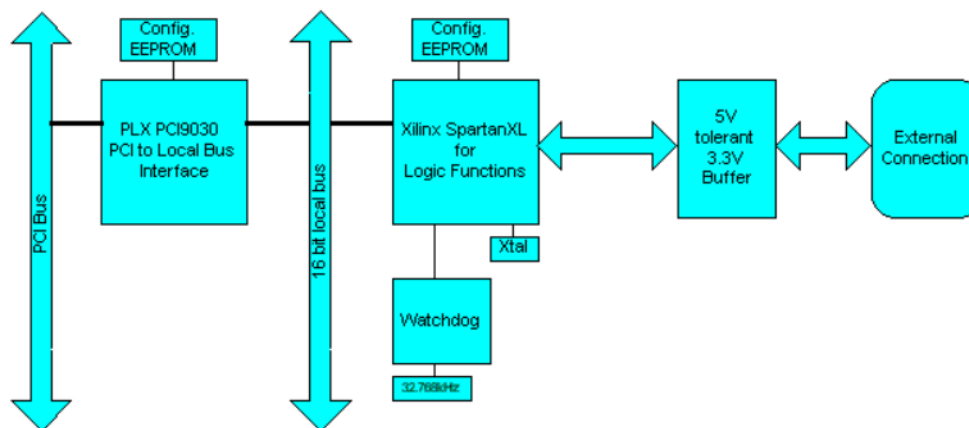 Config.
EEPROM
Config.
EEPROM
PLX PCI9030
PCI to Local Bus
Interface
Xilinx SpartanXL
for
Logic Functions
5V
tolerant
3.3V
Buffer
External
Connection
PCI Bus
16 bit local bus
Xtal
Watchdog
32.768kHz